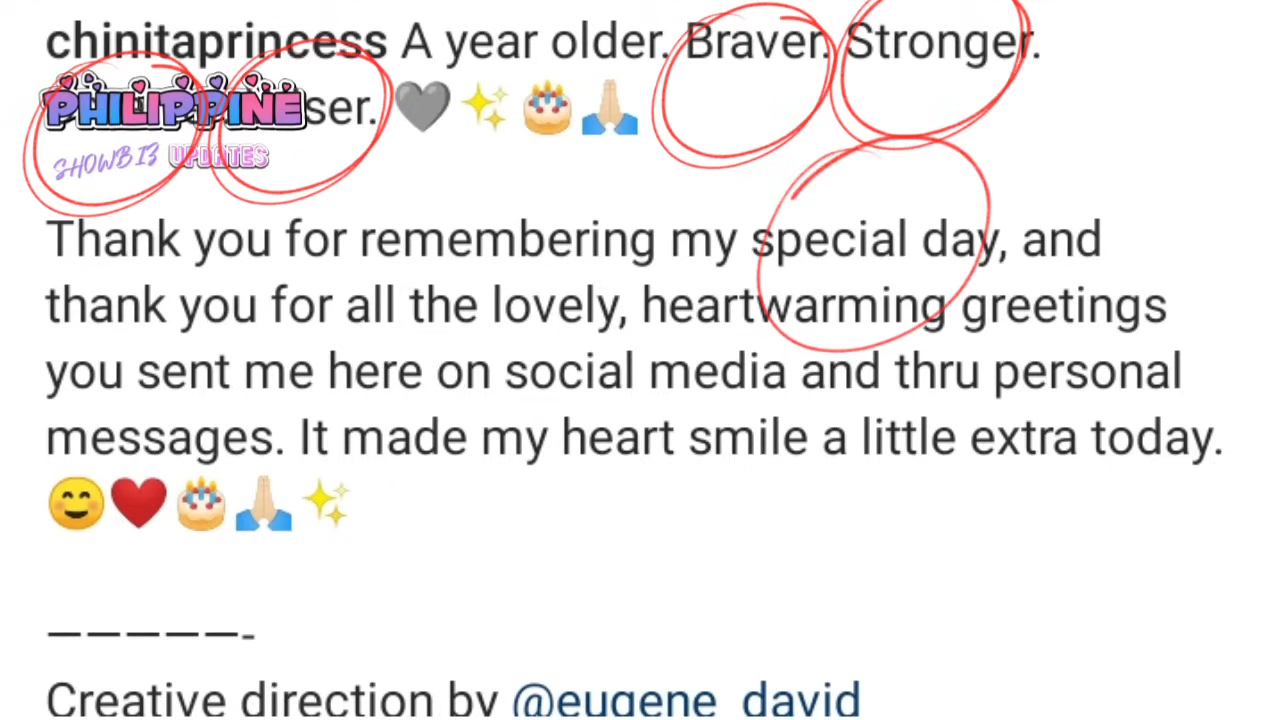 chinitaprincess A year older. Braver. Stronger.
PHILIPPINE ser. 🩶✨🎂🙏🏻
SHOWBIZ UPDATES
Thank you for remembering my special day, and
thank you for all the lovely, heartwarming greetings
you sent me here on social media and thru personal
messages. It made my heart smile a little extra today.
😊❤️🎂🙏🏻✨
—————-
Creative direction by @eugene_david